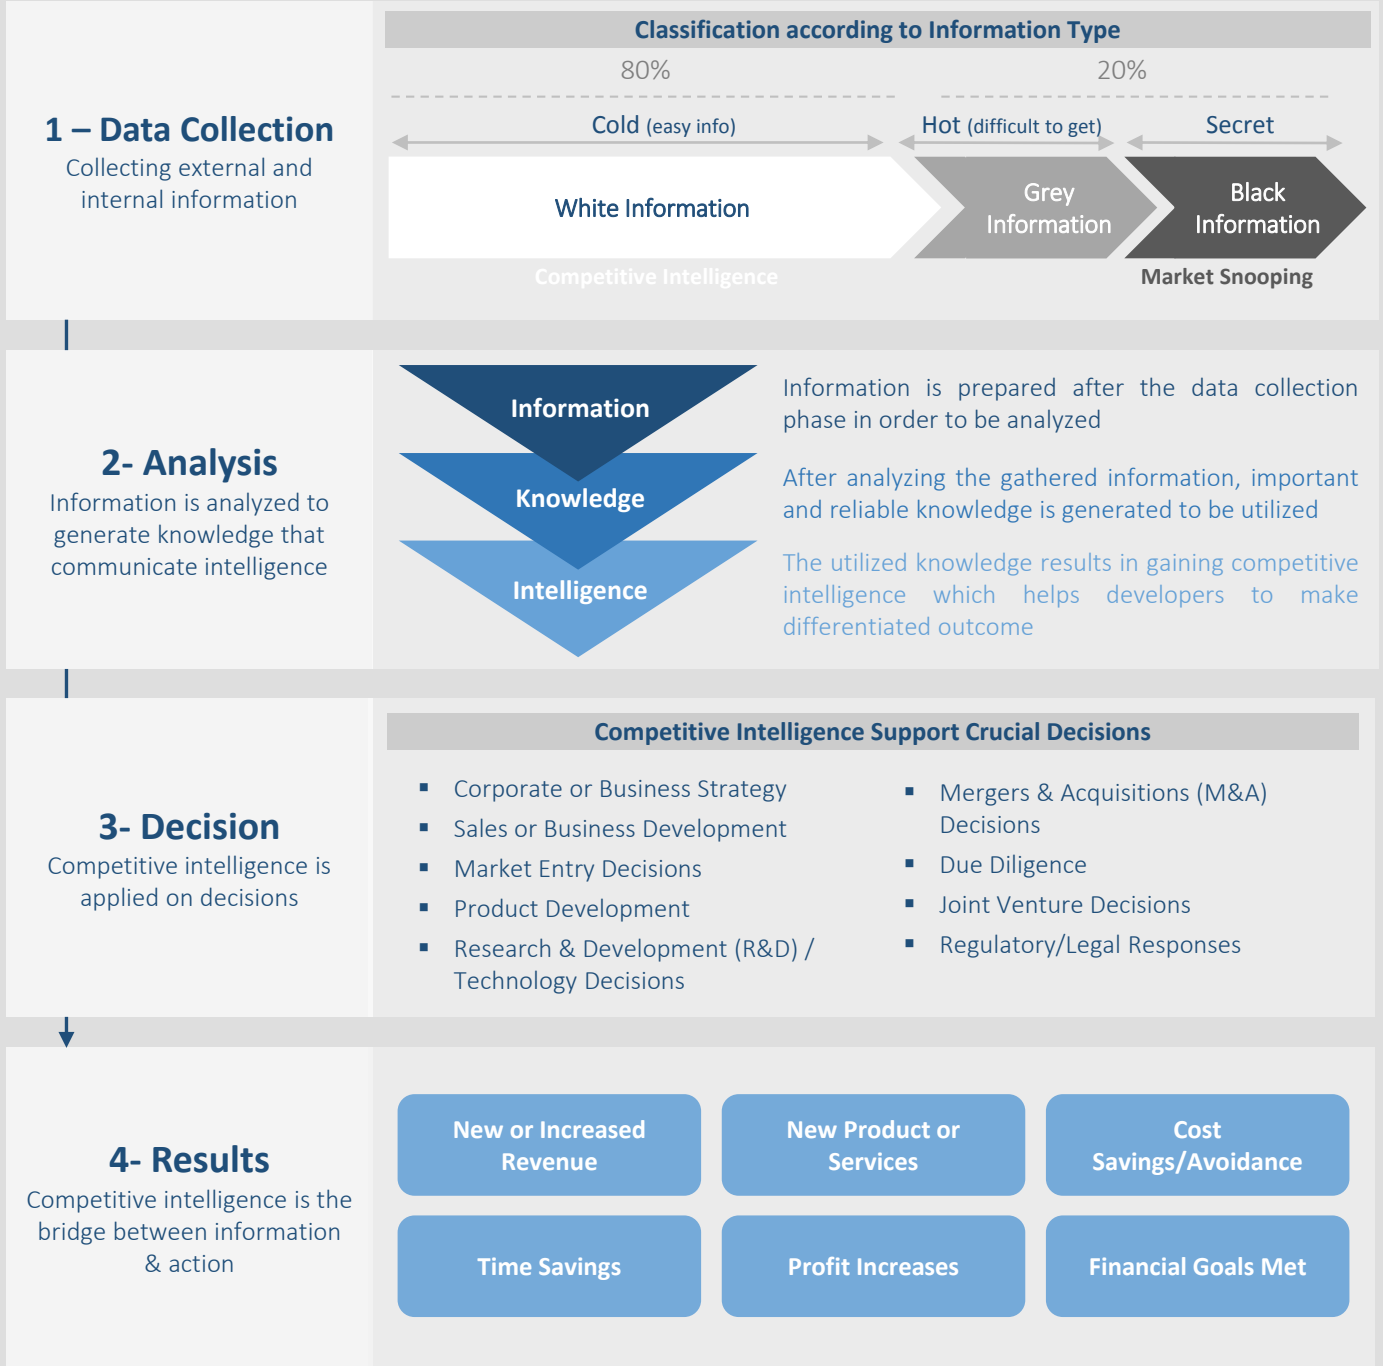 1 – Data Collection
Collecting external and
internal information
Classification according to Information Type
80%
20%
Cold (easy info)
Hot (difficult to get)
Secret
White Information
Grey
Information
Black
Information
Competitive Intelligence
Market Snooping
2- Analysis
Information is analyzed to
generate knowledge that
communicate intelligence
Information
Knowledge
Intelligence
Information is prepared after the data collection
phase in order to be analyzed
After analyzing the gathered information, important
and reliable knowledge is generated to be utilized
The utilized knowledge results in gaining competitive
intelligence which helps developers to make
differentiated outcome
3- Decision
Competitive intelligence is
applied on decisions
Competitive Intelligence Support Crucial Decisions
▪ Corporate or Business Strategy
▪ Sales or Business Development
▪ Market Entry Decisions
▪ Product Development
▪ Research & Development (R&D) /
Technology Decisions
▪ Mergers & Acquisitions (M&A)
Decisions
▪ Due Diligence
▪ Joint Venture Decisions
▪ Regulatory/Legal Responses
4- Results
Competitive intelligence is the
bridge between information
& action
New or Increased
Revenue
New Product or
Services
Cost
Savings/Avoidance
Time Savings
Profit Increases
Financial Goals Met